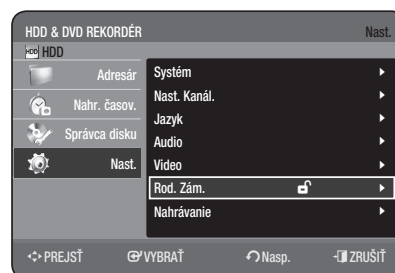 HDD & DVD REKORDÉR Nast.
HDD HDD
Adresár
Nahr. časov.
Správca disku
Nast.
Systém
Nast. Kanál.
Jazyk
Audio
Video
Rod. Zám.
Nahrávanie
PREJSŤ VYBRAŤ Nasp. ZRUŠIŤ